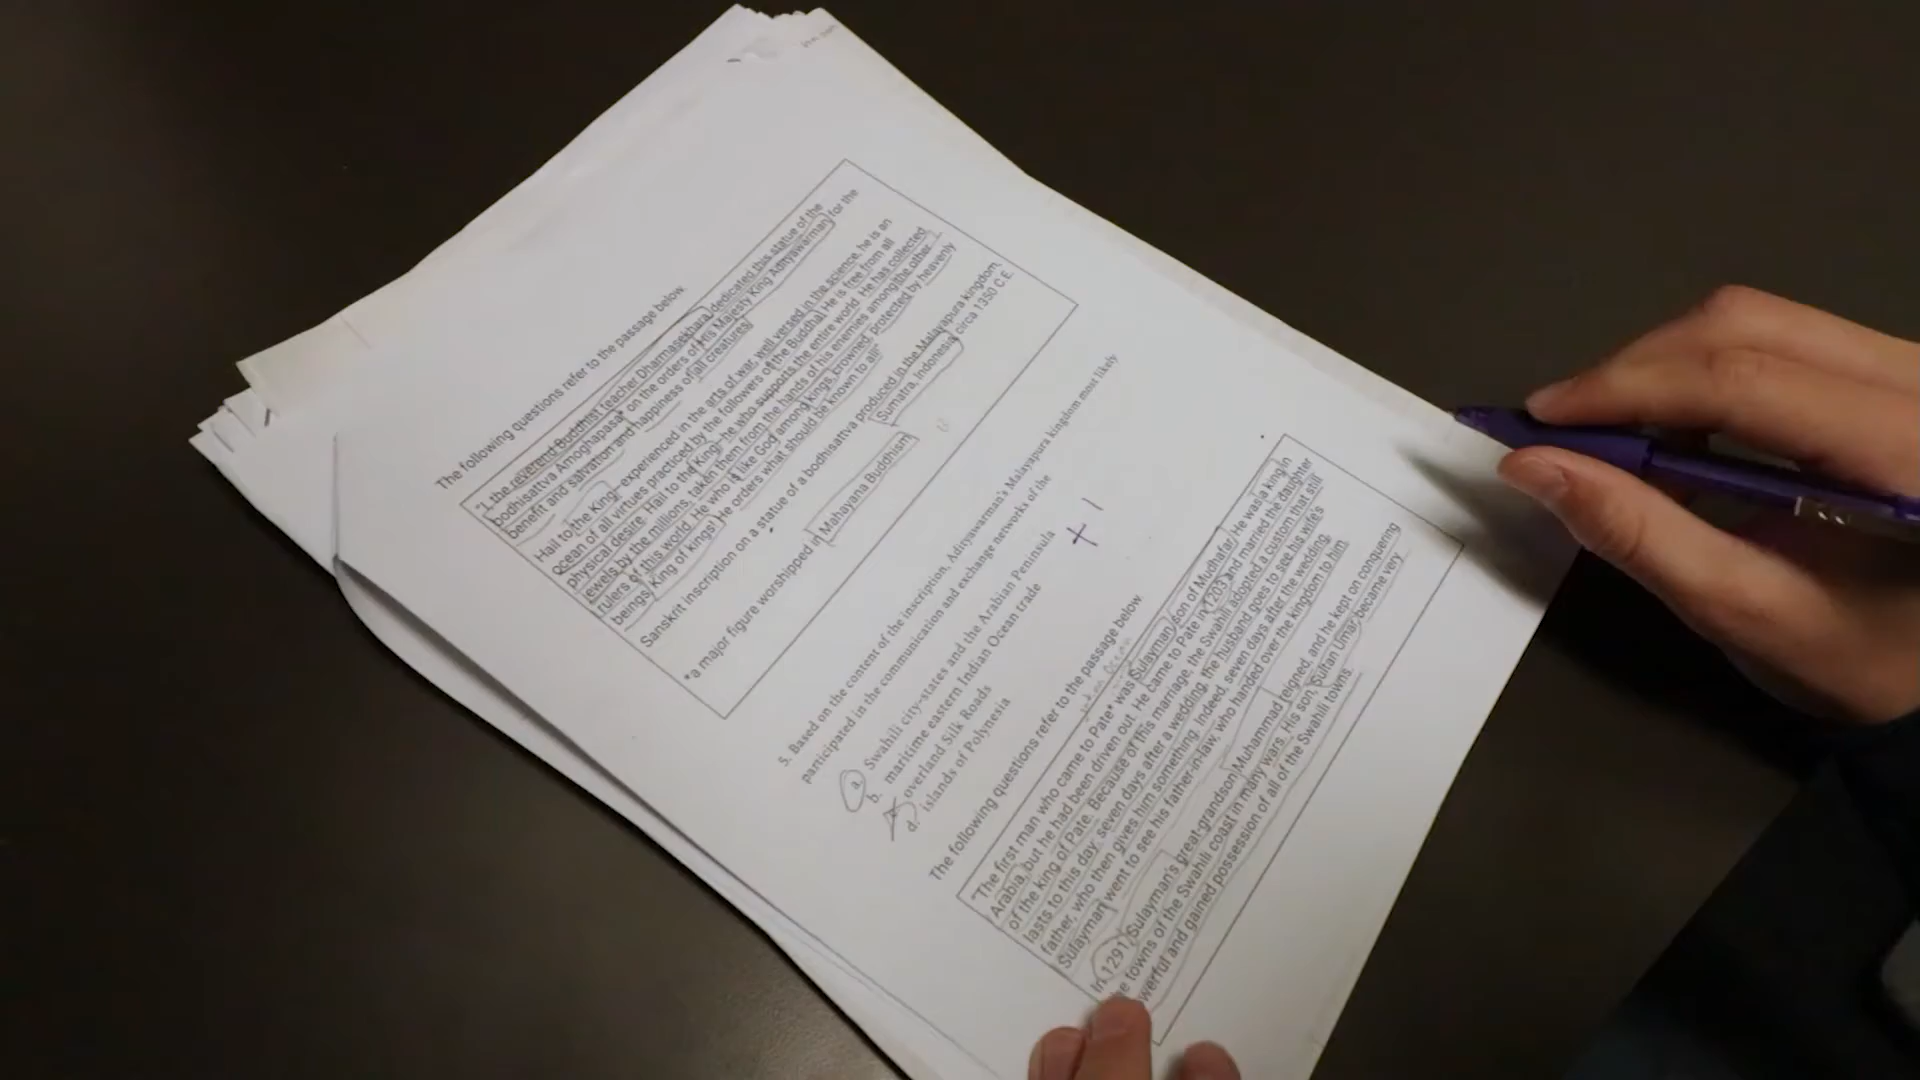 The following questions refer to the passage below.
"I, the reverend Buddhist teacher Dharmasekhara, dedicated this statue of the
bodhisattva Amoghapasa* on the orders of His Majesty King Adityawarman for the
benefit and salvation and happiness of all creatures!
Hail to the King—experienced in the arts of war, well versed in the science, he is an
ocean of all virtues practiced by the followers of the Buddha! He is free from all
physical desire. Hail to the King—he who supports the entire world. He has collected
jewels by the millions, taken them from the hands of his enemies among the other
rulers of this world. He who is like God among kings, crowned, protected by heavenly
beings, King of kings! He orders what should be known to all"
Sanskrit inscription on a statue of a bodhisattva produced in the Malayapura kingdom,
Sumatra, Indonesia, circa 1350 C.E.
*a major figure worshipped in Mahayana Buddhism
5. Based on the content of the inscription, Adityawarman's Malayapura kingdom most likely
participated in the communication and exchange networks of the
a. Swahili city-states and the Arabian Peninsula
b. maritime eastern Indian Ocean trade
overland Silk Roads
d. islands of Polynesia
+1
The following questions refer to the passage below.
"The first man who came to Pate* was Sulayman, son of Mudhafar. He was a king in
Arabia, but he had been driven out. He came to Pate in 1203 and married the daughter
of the king of Pate. Because of this marriage, the Swahili adopted a custom that still
lasts to this day: seven days after a wedding, the husband goes to see his wife's
father, who then gives him something. Indeed, seven days after the wedding,
Sulayman went to see his father-in-law, who handed over the kingdom to him.
In 1291, Sulayman's great-grandson Muhammad reigned, and he kept on conquering
towns of the Swahili coast in many wars. His son, Sultan Umar became very
and gained possession of all of the Swahili towns.